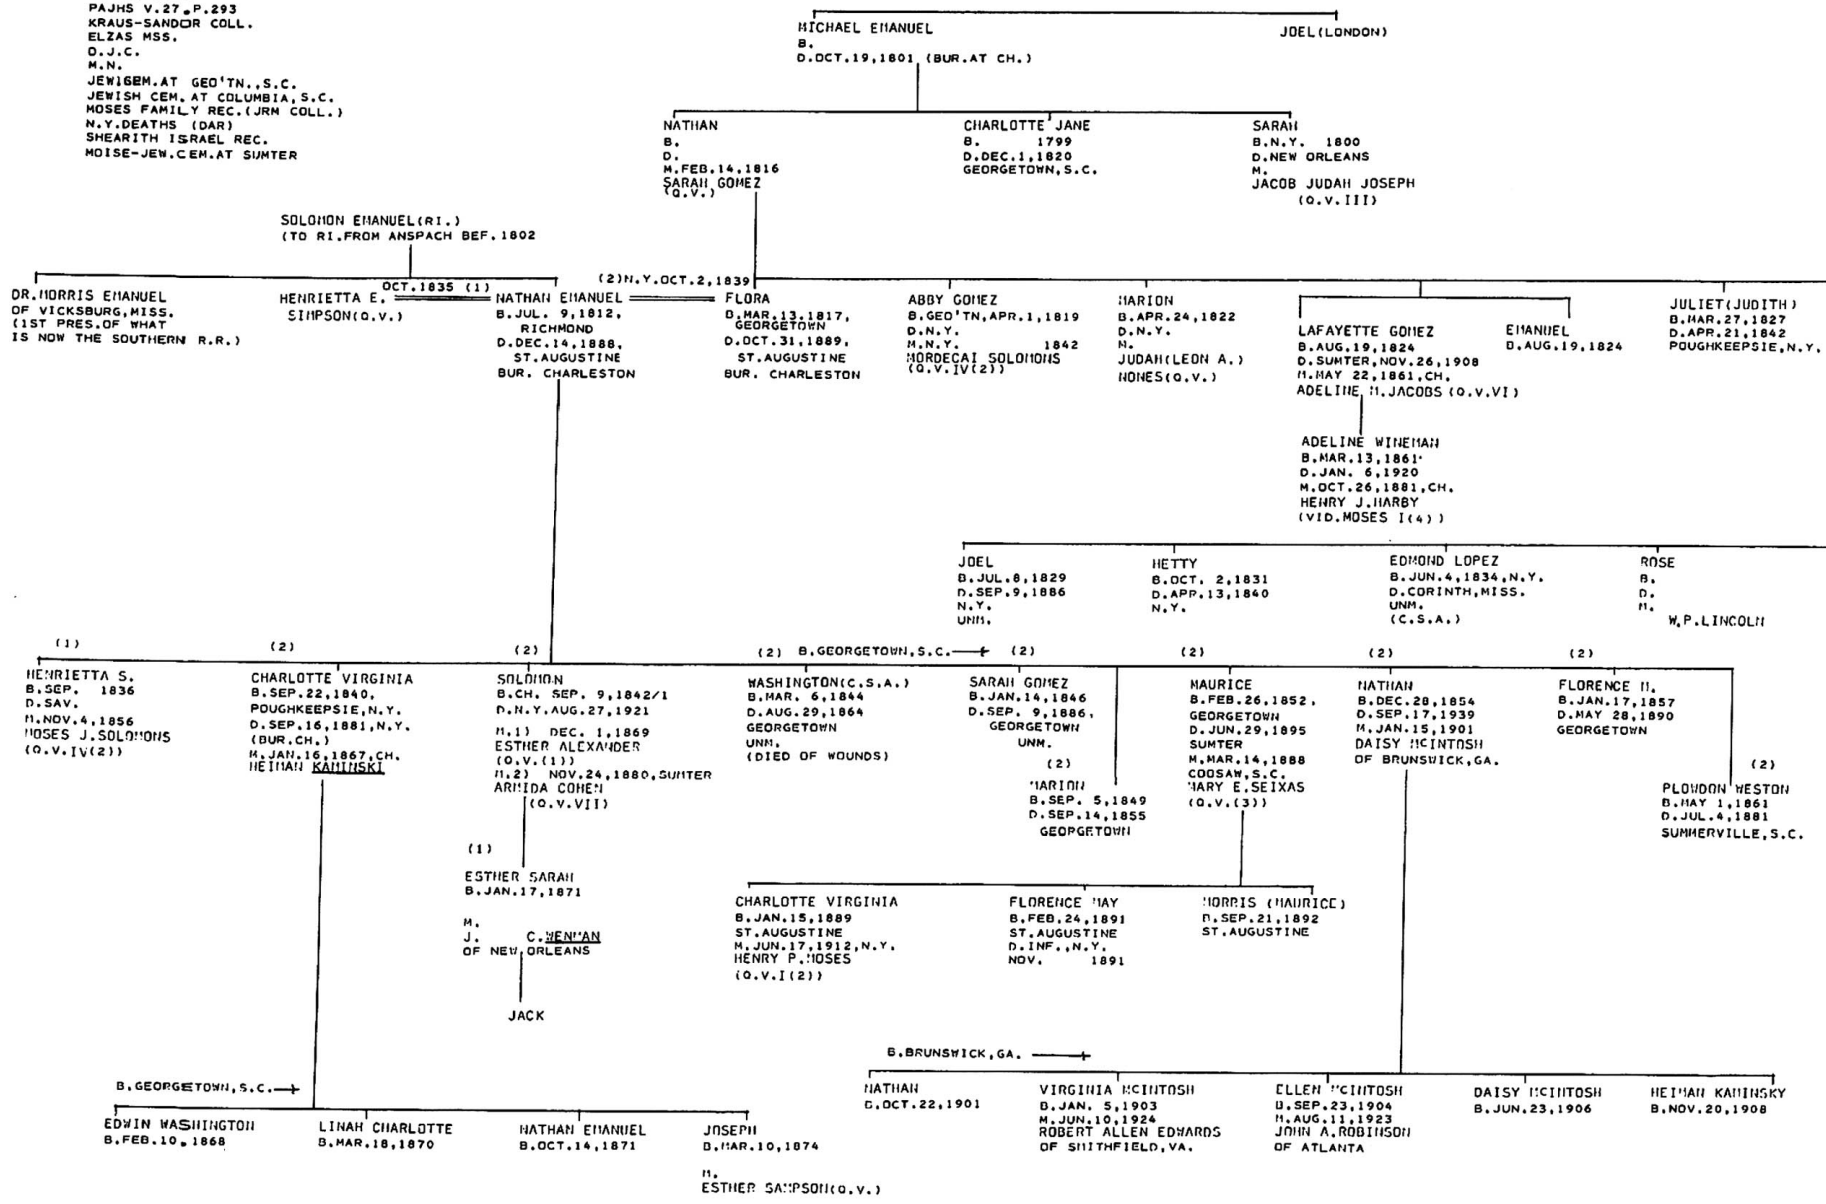 PAJHS V.27,P.293
KRAUS-SANDOR COLL.
ELZAS MSS.
O.J.C.
M.N.
JEWISEM.AT GEO'TN.,S.C.
JEWISH CEM. AT COLUMBIA,S.C.
MOSES FAMILY REC.(JRM COLL.)
N.Y.DEATHS (DAR)
SHEARITH ISRAEL REC.
MOISE-JEW.CEM.AT SUMTER
MICHAEL EMANUEL
B.
D.OCT.19,1801 (BUR.AT CH.)
JOEL(LONDON)
NATHAN
B.
D.
M.FEB.14,1816
SARAH GOMEZ
(Q.V.)
CHARLOTTE JANE
B. 1799
D.DEC.1,1820
GEORGETOWN,S.C.
SARAH
B.N.Y. 1800
D.NEW ORLEANS
M.
JACOB JUDAH JOSEPH
(Q.V.III)
SOLOMON EMANUEL(RI.)
(TO RI.FROM ANSPACH BEF.1802
DR.MORRIS EMANUEL
OF VICKSBURG,MISS.
(1ST PRES.OF WHAT
IS NOW THE SOUTHERN R.R.)
OCT.1835 (1)
HENRIETTA E.
SIMPSON(Q.V.)
NATHAN EMANUEL
B.JUL. 9,1812,
RICHMOND
D.DEC.14,1888,
ST.AUGUSTINE
BUR. CHARLESTON
(2)N.Y.OCT.2,1839
FLORA
B.MAR.13,1817,
GEORGETOWN
D.OCT.31,1889,
ST.AUGUSTINE
BUR. CHARLESTON
ABBY GOMEZ
B.GEO'TN,APR.1,1819
D.N.Y.
M.N.Y. 1842
MORDECAI SOLOMONS
(Q.V.IV(2))
MARION
B.APR.24,1822
D.N.Y.
M.
JUDAH(LEON A.)
NONES(Q.V.)
LAFAYETTE GOMEZ
B.AUG.19,1824
D.SUMTER,NOV.26,1908
M.MAY 22,1861,CH.
ADELINE M.JACOBS (Q.V.VI)
EMANUEL
B.AUG.19,1824
JULIET(JUDITH)
B.MAR.27,1827
D.APR.21,1842
POUGHKEEPSIE,N.Y.
ADELINE WINEMAN
B.MAR.13,1861
D.JAN. 6,1920
M.OCT.26,1881,CH.
HENRY J.HARBY
(VID.MOSES I(4))
JOEL
B.JUL.8,1829
D.SEP.9,1886
N.Y.
UNM.
HETTY
B.OCT. 2,1831
D.APR.13,1840
N.Y.
EDMOND LOPEZ
B.JUN.4,1834,N.Y.
D.CORINTH,MISS.
UNM.
(C.S.A.)
ROSE
B.
D.
M.
W.P.LINCOLN
(1)
HENRIETTA S.
B.SEP. 1836
D.SAV.
M.NOV.4,1856
MOSES J.SOLOMONS
(Q.V.IV(2))
(2)
CHARLOTTE VIRGINIA
B.SEP.22,1840,
POUGHKEEPSIE,N.Y.
D.SEP.16,1881,N.Y.
(BUR.CH.)
M.JAN.16,1867,CH.
HEIMAN KAMINSKI
(2)
SOLOMON
B.CH. SEP. 9,1842/1
D.N.Y.AUG.27,1921
M.1) DEC. 1,1869
ESTHER ALEXANDER
(Q.V.(1))
M.2) NOV.24,1880,SUMTER
ARMIDA COHEN
(Q.V.VII)
(2) B.GEORGETOWN,S.C.
WASHINGTON(C.S.A.)
B.MAR. 6,1844
D.AUG.29,1864
GEORGETOWN
UNM.
(DIED OF WOUNDS)
(2)
SARAH GOMEZ
B.JAN.14,1846
D.SEP. 9,1886,
GEORGETOWN
UNM.
(2)
MARION
B.SEP. 5,1849
D.SEP.14,1855
GEORGETOWN
(2)
MAURICE
B.FEB.26,1852,
GEORGETOWN
D.JUN.29,1895
SUMTER
M.MAR.14,1888
COOSAW,S.C.
MARY E.SEIXAS
(Q.V.(3))
(2)
NATHAN
B.DEC.28,1854
D.SEP.17,1939
M.JAN.15,1901
DAISY MCINTOSH
OF BRUNSWICK,GA.
(2)
FLORENCE M.
B.JAN.17,1857
D.MAY 28,1890
GEORGETOWN
(2)
PLOWDON WESTON
B.MAY 1,1861
D.JUL.4,1881
SUMMERVILLE,S.C.
(1)
ESTHER SARAH
B.JAN.17,1871
M.
J. C.WENMAN
OF NEW ORLEANS
JACK
CHARLOTTE VIRGINIA
B.JAN.15,1889
ST.AUGUSTINE
M.JUN.17,1912,N.Y.
HENRY P.MOSES
(Q.V.I(2))
FLORENCE MAY
B.FEB.24,1891
ST.AUGUSTINE
D.INF.,N.Y.
NOV. 1891
MORRIS (MAURICE)
B.SEP.21,1892
ST.AUGUSTINE
B.GEORGETOWN,S.C.
EDWIN WASHINGTON
B.FEB.10,1868
LINAH CHARLOTTE
B.MAR.18,1870
NATHAN EMANUEL
B.OCT.14,1871
JOSEPH
B.MAR.10,1874
M.
ESTHER SAMPSON(Q.V.)
B.BRUNSWICK,GA.
NATHAN
B.OCT.22,1901
VIRGINIA MCINTOSH
B.JAN. 5,1903
M.JUN.10,1924
ROBERT ALLEN EDWARDS
OF SMITHFIELD,VA.
ELLEN MCINTOSH
B.SEP.23,1904
M.AUG.11,1923
JOHN A.ROBINSON
OF ATLANTA
DAISY MCINTOSH
B.JUN.23,1906
HEIMAN KAMINSKY
B.NOV.20,1908